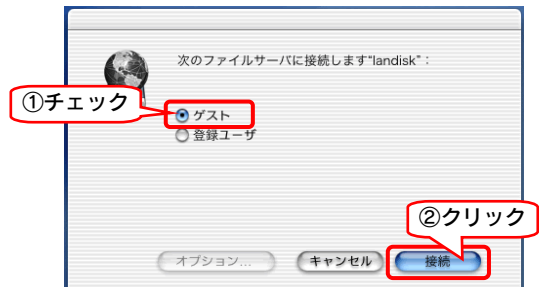 次のファイルサーバに接続します“landisk”：
①チェック
ゲスト
登録ユーザ
②クリック
オプション... キャンセル 接続